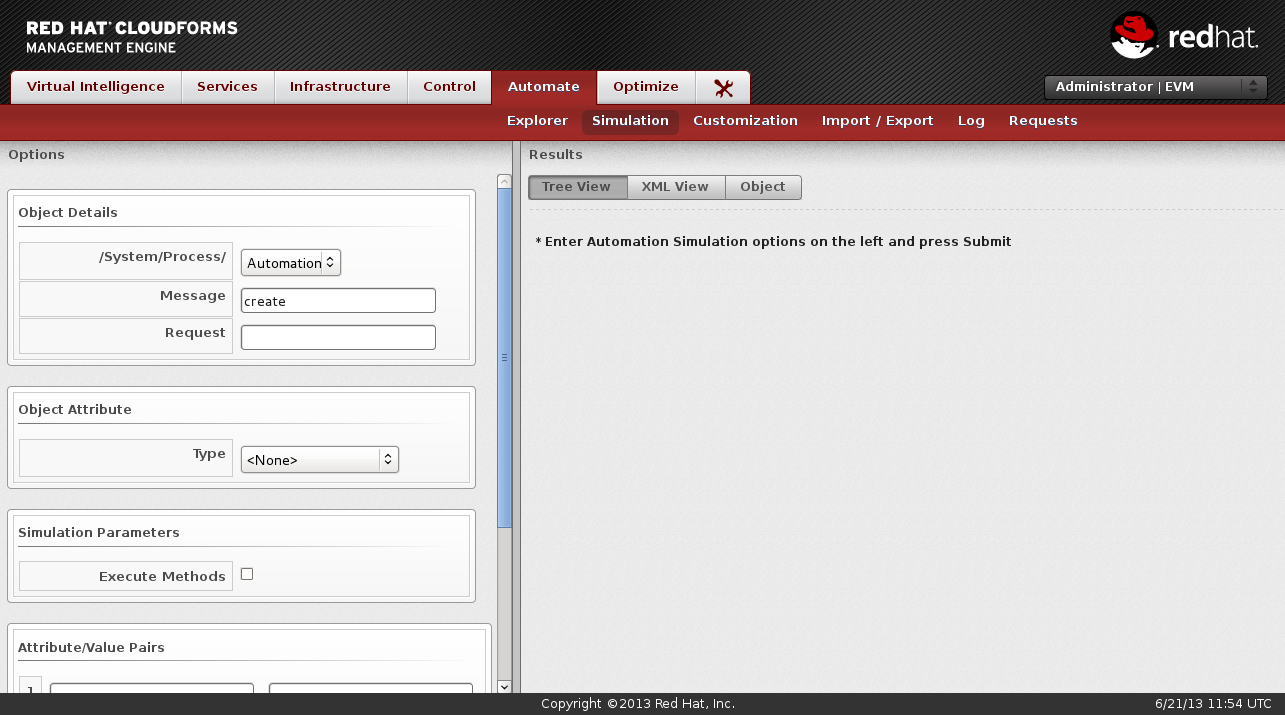 RED HAT CLOUDFORMS
MANAGEMENT ENGINE
redhat.
Virtual Intelligence Services Infrastructure Control Automate Optimize
Administrator | EVM
Explorer Simulation Customization Import / Export Log Requests
Options
Results
Tree View XML View Object
Object Details
* Enter Automation Simulation options on the left and press Submit
/System/Process/ Automation
Message create
Request
Object Attribute
Type <None>
Simulation Parameters
Execute Methods
Attribute/Value Pairs
1
Copyright ©2013 Red Hat, Inc.
6/21/13 11:54 UTC